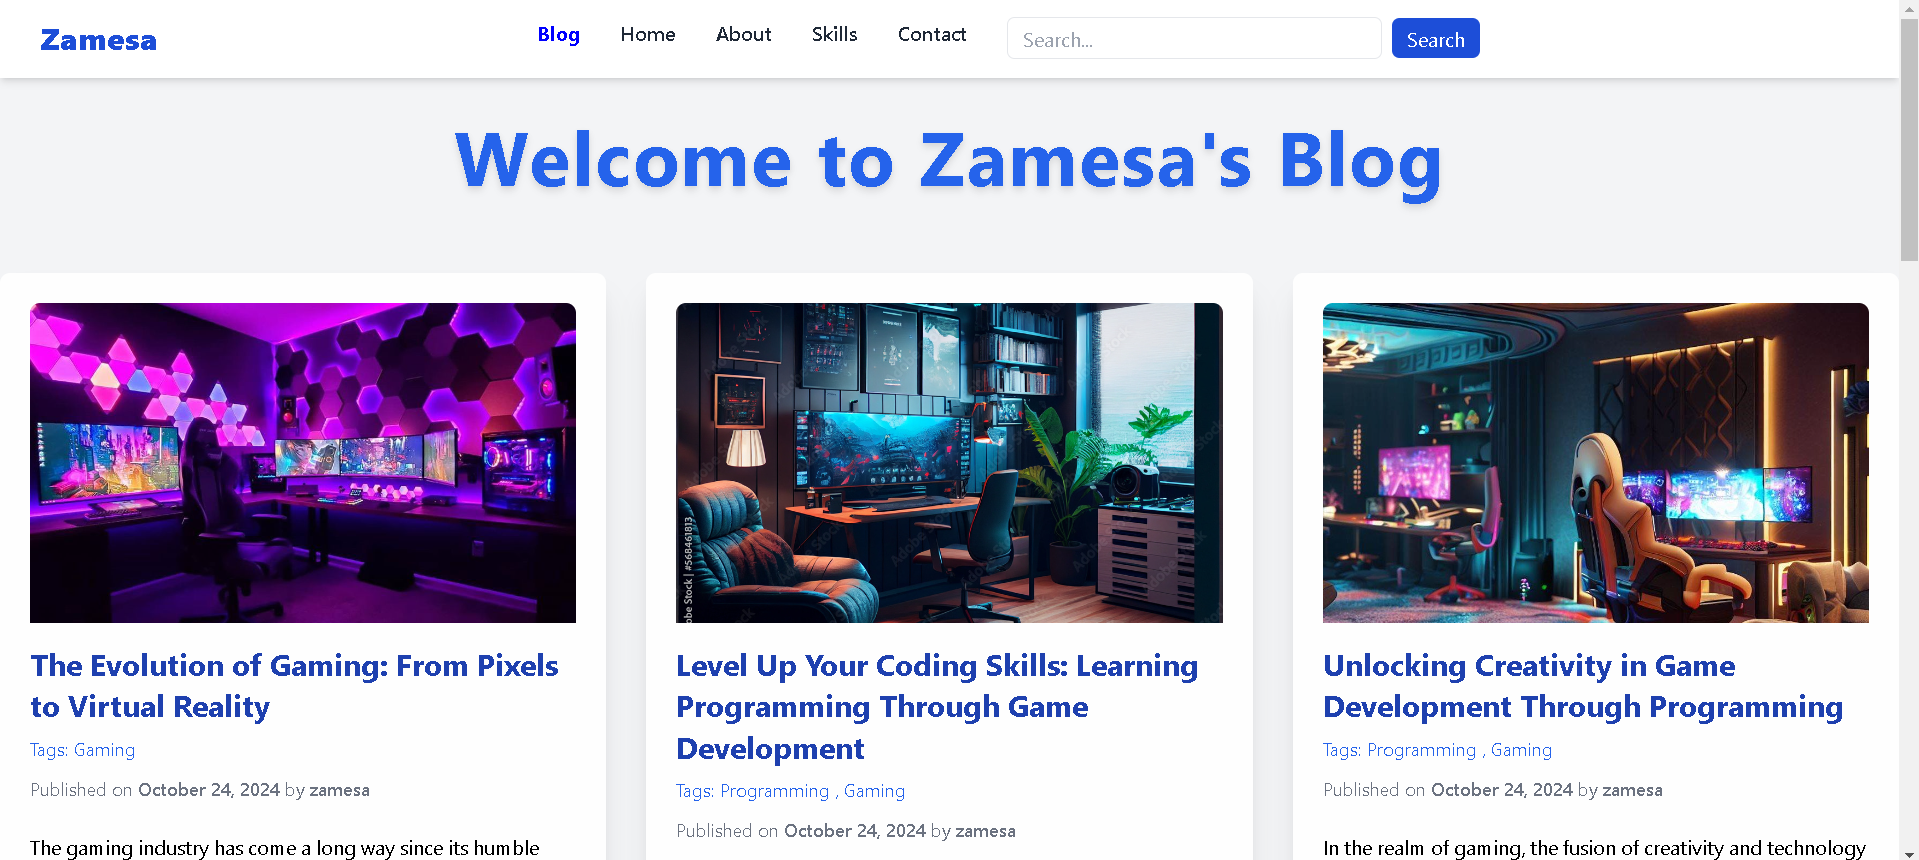 Zamesa
Blog
Home
About
Skills
Contact
Search...
Search
Welcome to Zamesa's Blog
The Evolution of Gaming: From Pixels
to Virtual Reality
Tags: Gaming
Published on October 24, 2024 by zamesa
The gaming industry has come a long way since its humble
Adobe Stock | #568461813
Level Up Your Coding Skills: Learning
Programming Through Game
Development
Tags: Programming , Gaming
Published on October 24, 2024 by zamesa
Unlocking Creativity in Game
Development Through Programming
Tags: Programming , Gaming
Published on October 24, 2024 by zamesa
In the realm of gaming, the fusion of creativity and technology